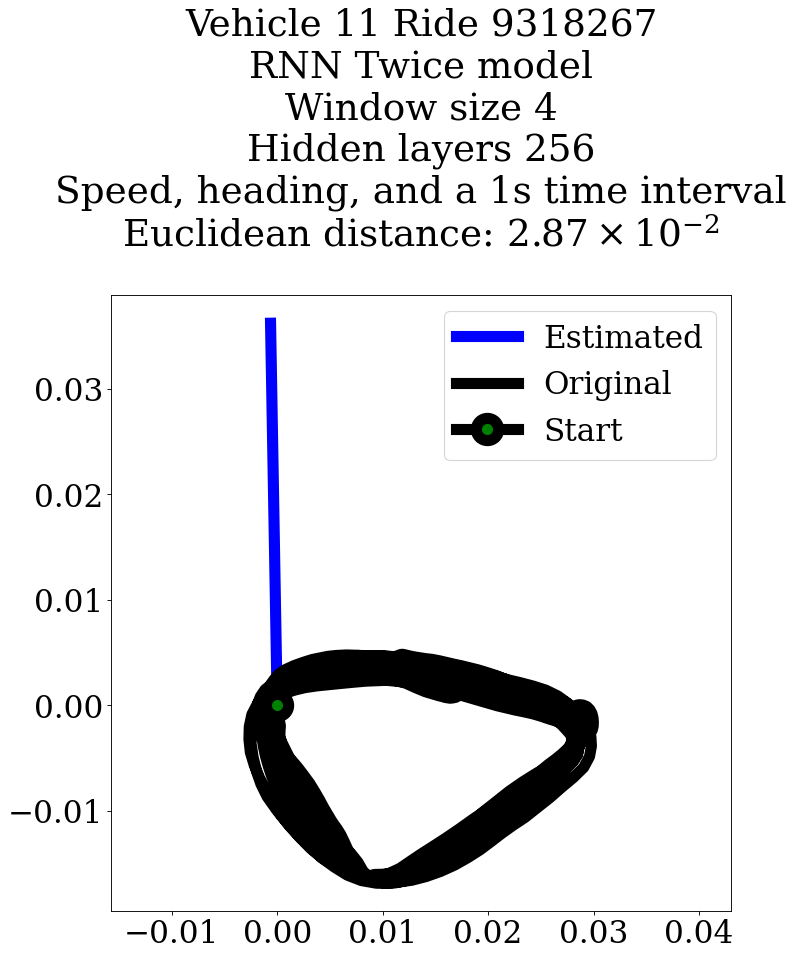 Vehicle 11 Ride 9318267
RNN Twice model
Window size 4
Hidden layers 256
Speed, heading, and a 1s time interval
Euclidean distance: 2.87 × 10⁻²
Estimated
Original
Start
0.03
0.02
0.01
0.00
−0.01
−0.01 0.00 0.01 0.02 0.03 0.04